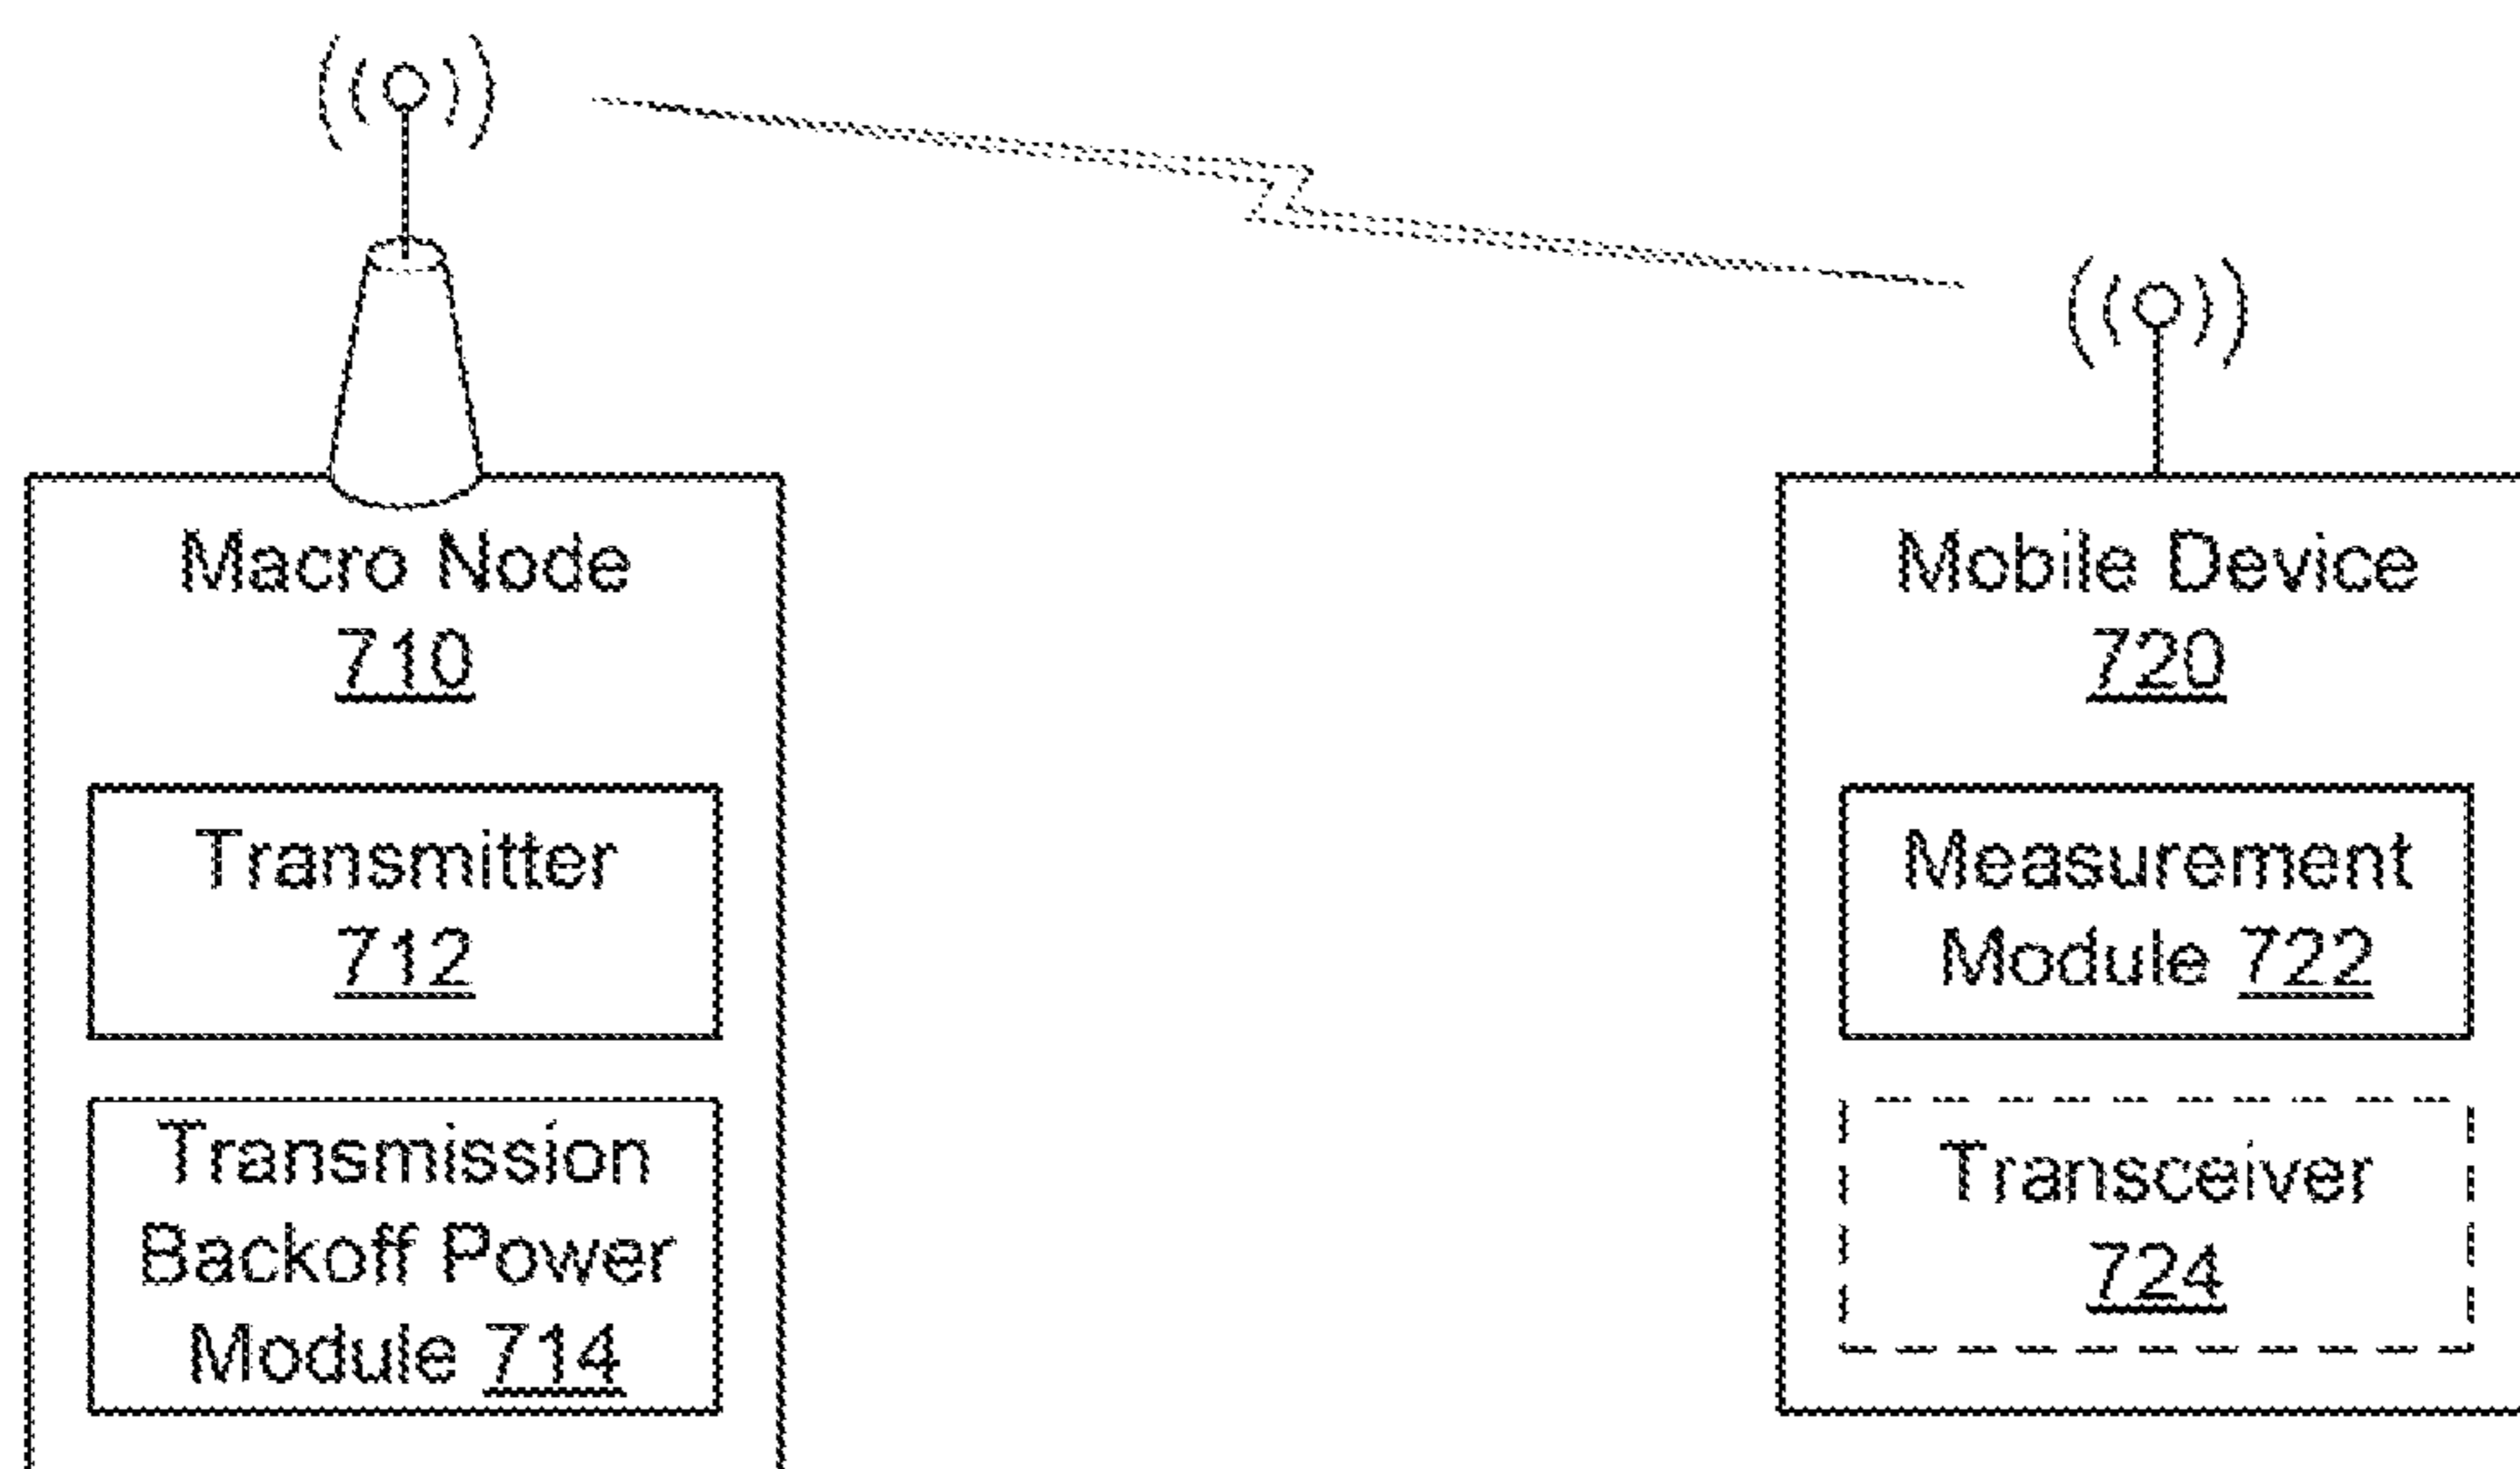 Macro Node
710
Transmitter
712
Transmission
Backoff Power
Module 714
Mobile Device
720
Measurement
Module 722
Transceiver
724